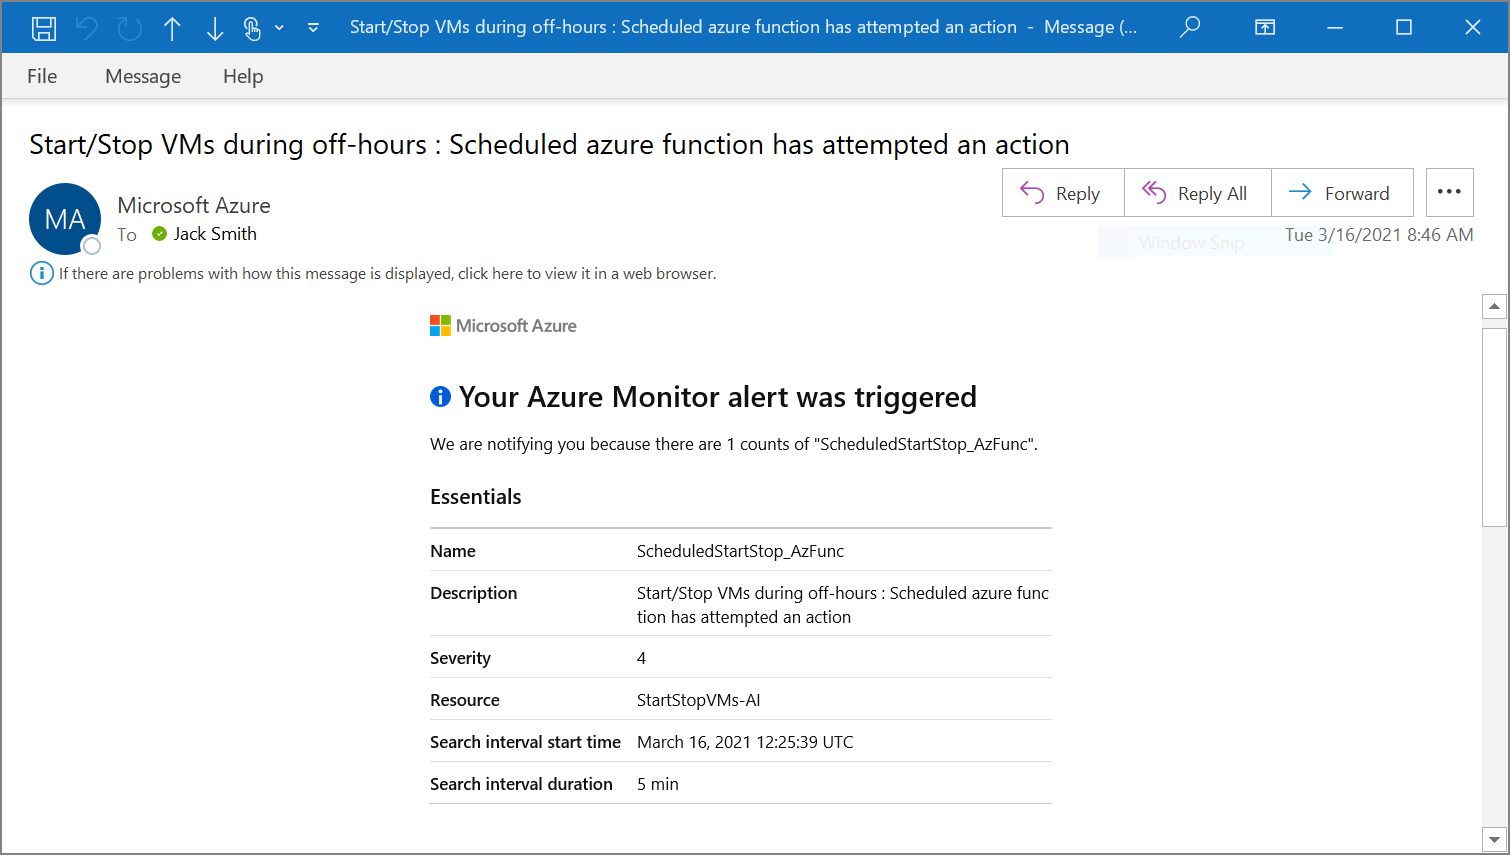 Start/Stop VMs during off-hours : Scheduled azure function has attempted an action - Message (...
File Message Help
Start/Stop VMs during off-hours : Scheduled azure function has attempted an action
Reply Reply All Forward
MA
Microsoft Azure
To Jack Smith
Window Snip
Tue 3/16/2021 8:46 AM
If there are problems with how this message is displayed, click here to view it in a web browser.
Microsoft Azure
Your Azure Monitor alert was triggered
We are notifying you because there are 1 counts of "ScheduledStartStop_AzFunc".
Essentials
Name ScheduledStartStop_AzFunc
Description Start/Stop VMs during off-hours : Scheduled azure func
tion has attempted an action
Severity 4
Resource StartStopVMs-AI
Search interval start time March 16, 2021 12:25:39 UTC
Search interval duration 5 min